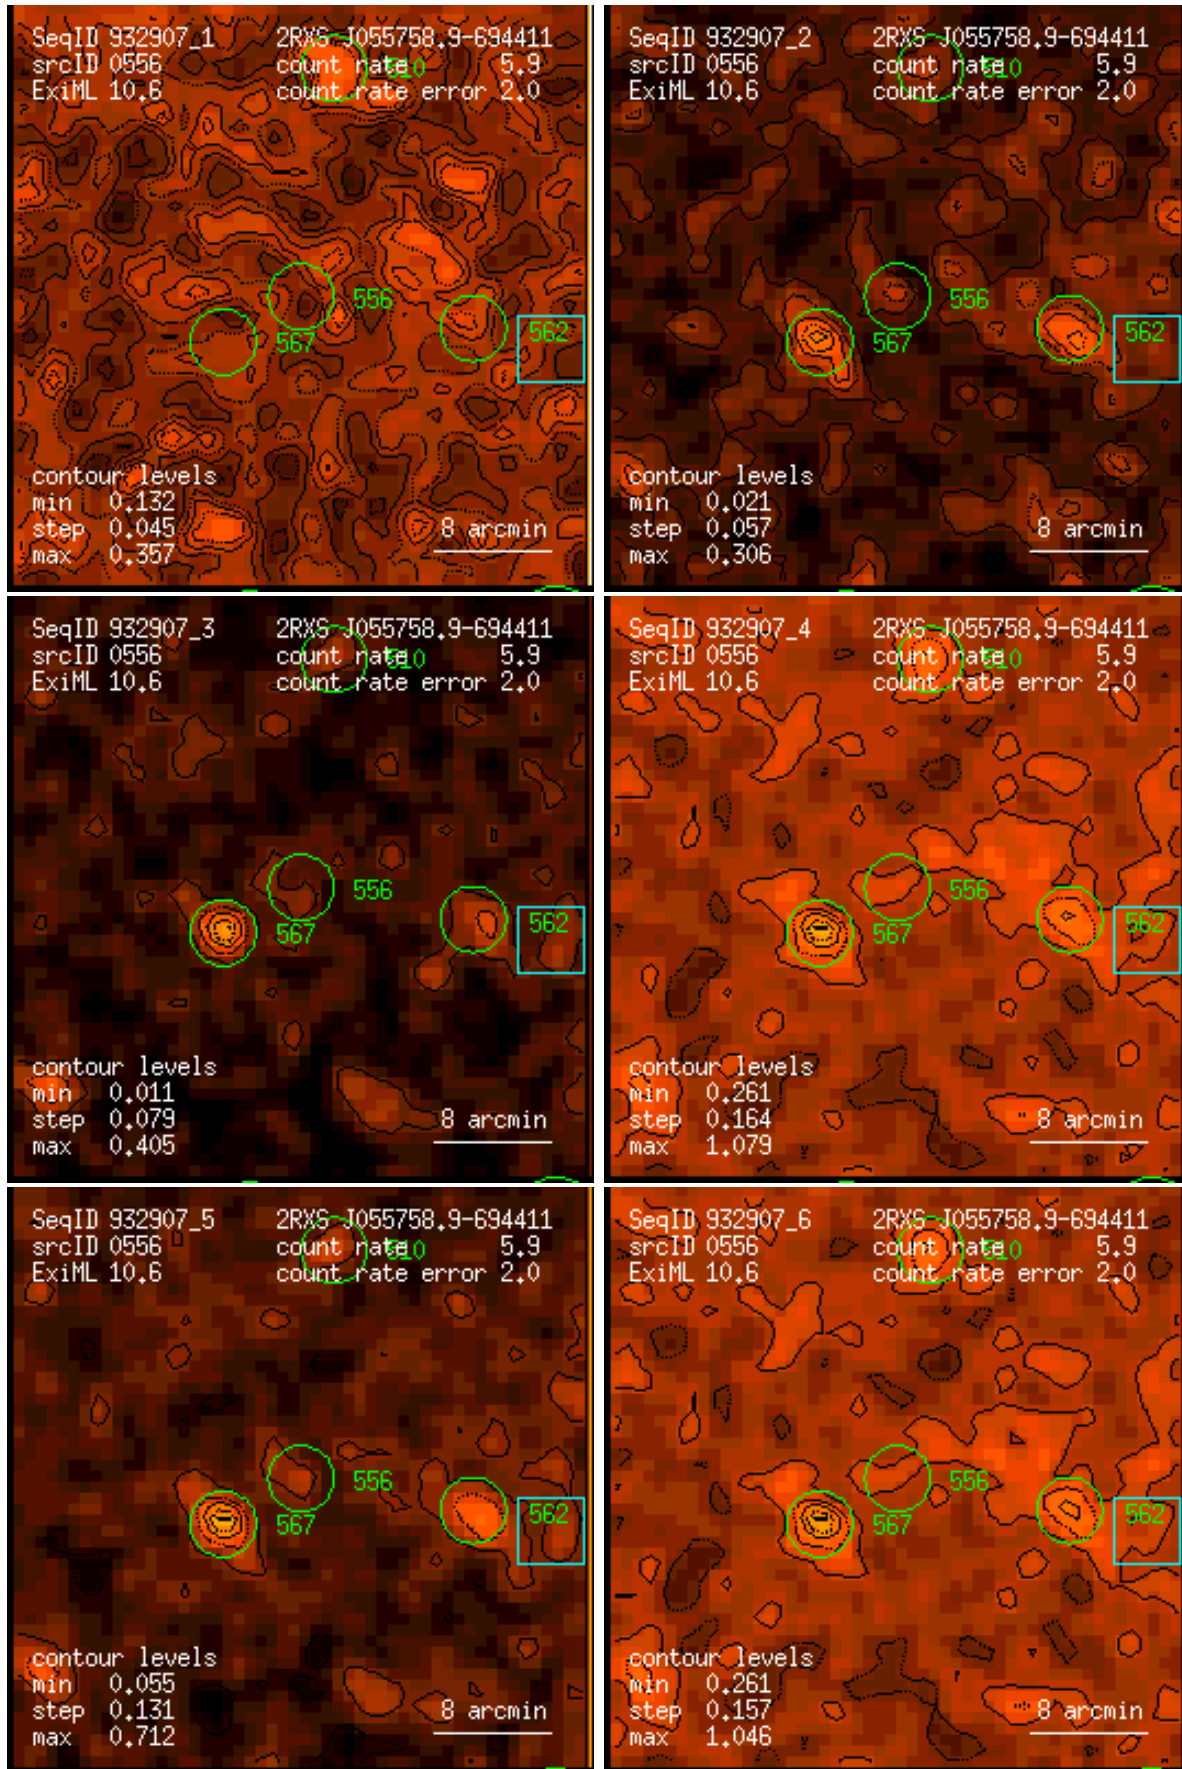 SeqID 932907_1 2RXS J055758.9-694411
srcID 0556 count rate 5.9
510
ExiML 10.6 count rate error 2.0
556
562
567
contour levels
min 0.132
step 0.045 8 arcmin
max 0.357
SeqID 932907_2 2RXS J055758.9-694411
srcID 0556 count rate 5.9
510
ExiML 10.6 count rate error 2.0
556
562
567
contour levels
min 0.021
step 0.057 8 arcmin
max 0.306
SeqID 932907_3 2RXS J055758.9-694411
srcID 0556 count rate 5.9
510
ExiML 10.6 count rate error 2.0
556
562
567
contour levels
min 0.011
step 0.079 8 arcmin
max 0.405
SeqID 932907_4 2RXS J055758.9-694411
srcID 0556 count rate 5.9
510
ExiML 10.6 count rate error 2.0
556
562
567
contour levels
min 0.261
step 0.164 8 arcmin
max 1.079
SeqID 932907_5 2RXS J055758.9-694411
srcID 0556 count rate 5.9
510
ExiML 10.6 count rate error 2.0
556
562
567
contour levels
min 0.055
step 0.131 8 arcmin
max 0.712
SeqID 932907_6 2RXS J055758.9-694411
srcID 0556 count rate 5.9
510
ExiML 10.6 count rate error 2.0
556
562
567
contour levels
min 0.261
step 0.157 8 arcmin
max 1.046